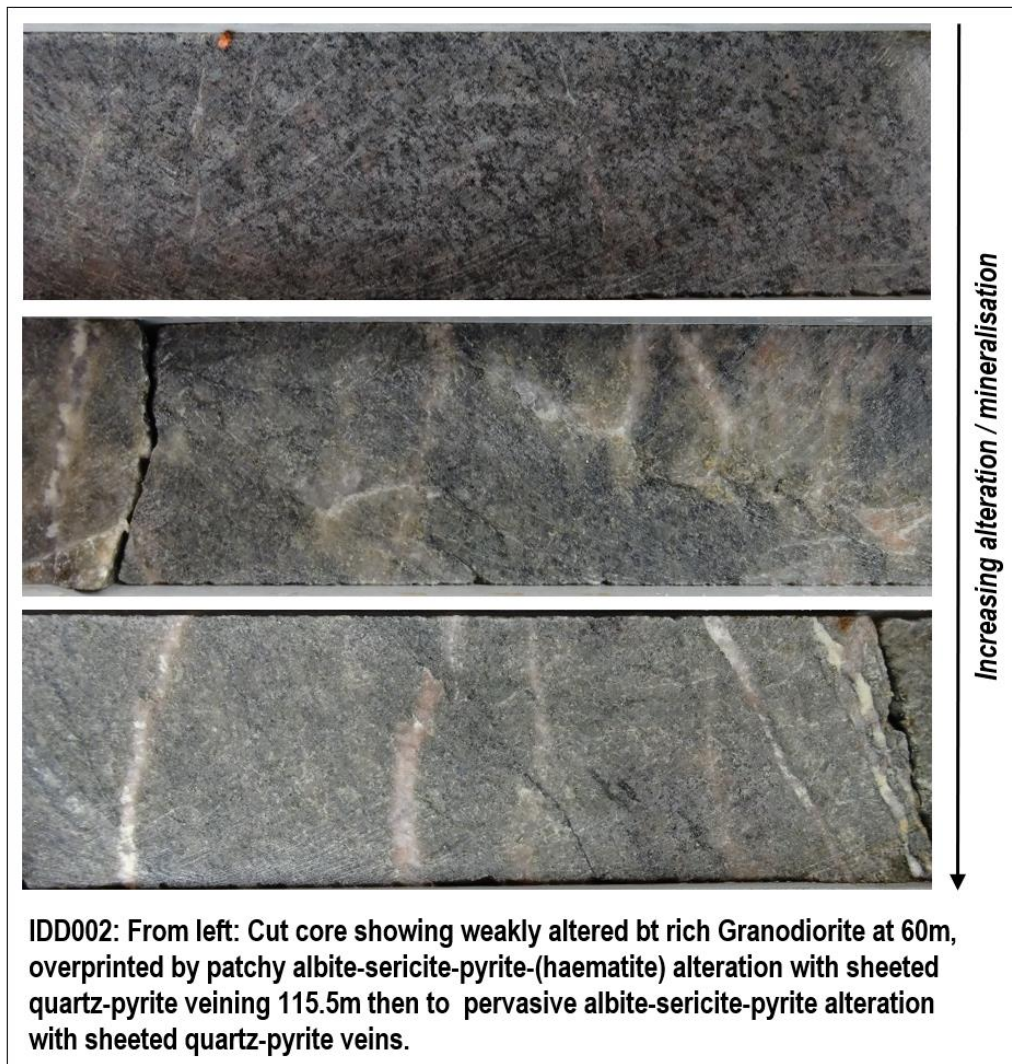 Increasing alteration / mineralisation
IDD002: From left: Cut core showing weakly altered bt rich Granodiorite at 60m,
overprinted by patchy albite-sericite-pyrite-(haematite) alteration with sheeted
quartz-pyrite veining 115.5m then to pervasive albite-sericite-pyrite alteration
with sheeted quartz-pyrite veins.